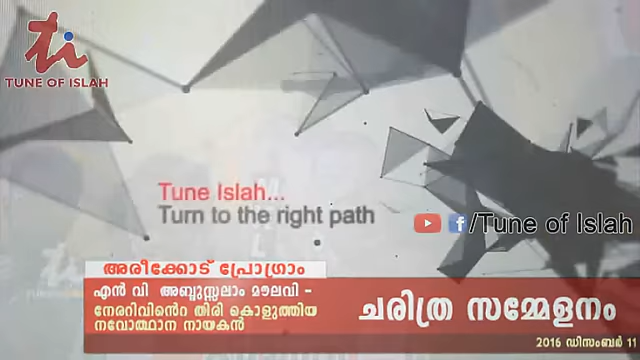 ti
TUNE OF ISLAH
Tune Islah...
Turn to the right path
/Tune of Islah
അരീക്കോട് പ്രോഗ്രാം
എൻ വി അബ്ദുസ്സലാം മൗലവി -
നേരറിവിൻെറ തിരി കൊളുത്തിയ
നവോത്ഥാന നായകൻ
ചരിത്ര സമ്മേളനം
2016 ഡിസംബർ 11